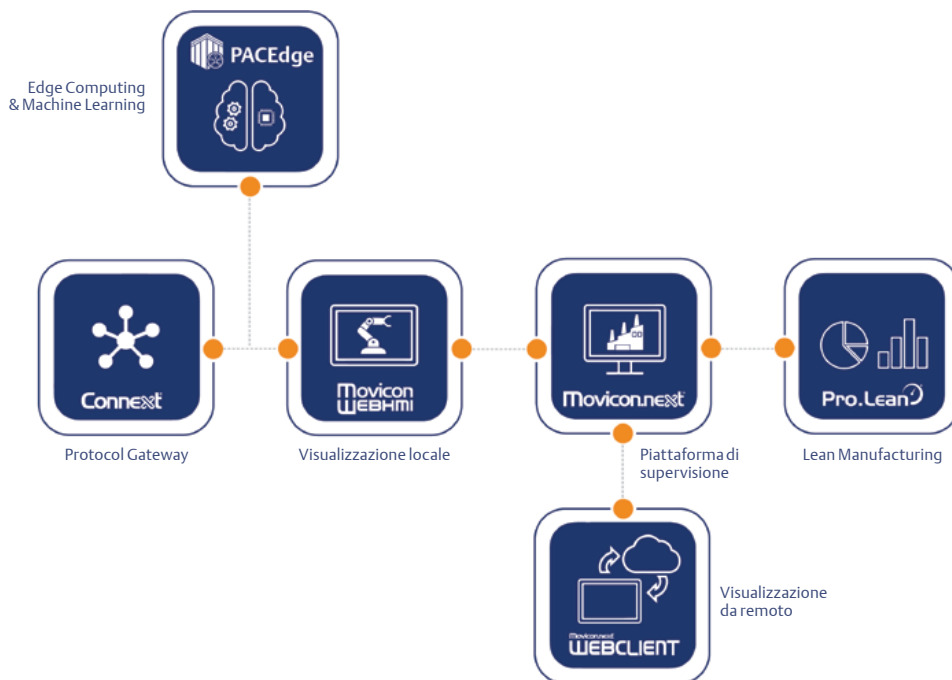 PACEdge
Edge Computing
& Machine Learning
Connext
Movicon
WEBHMI
Movicon.next
Pro.Lean
Protocol Gateway
Visualizzazione locale
Piattaforma di
supervisione
Lean Manufacturing
Movicon.next
WEBCLIENT
Visualizzazione
da remoto